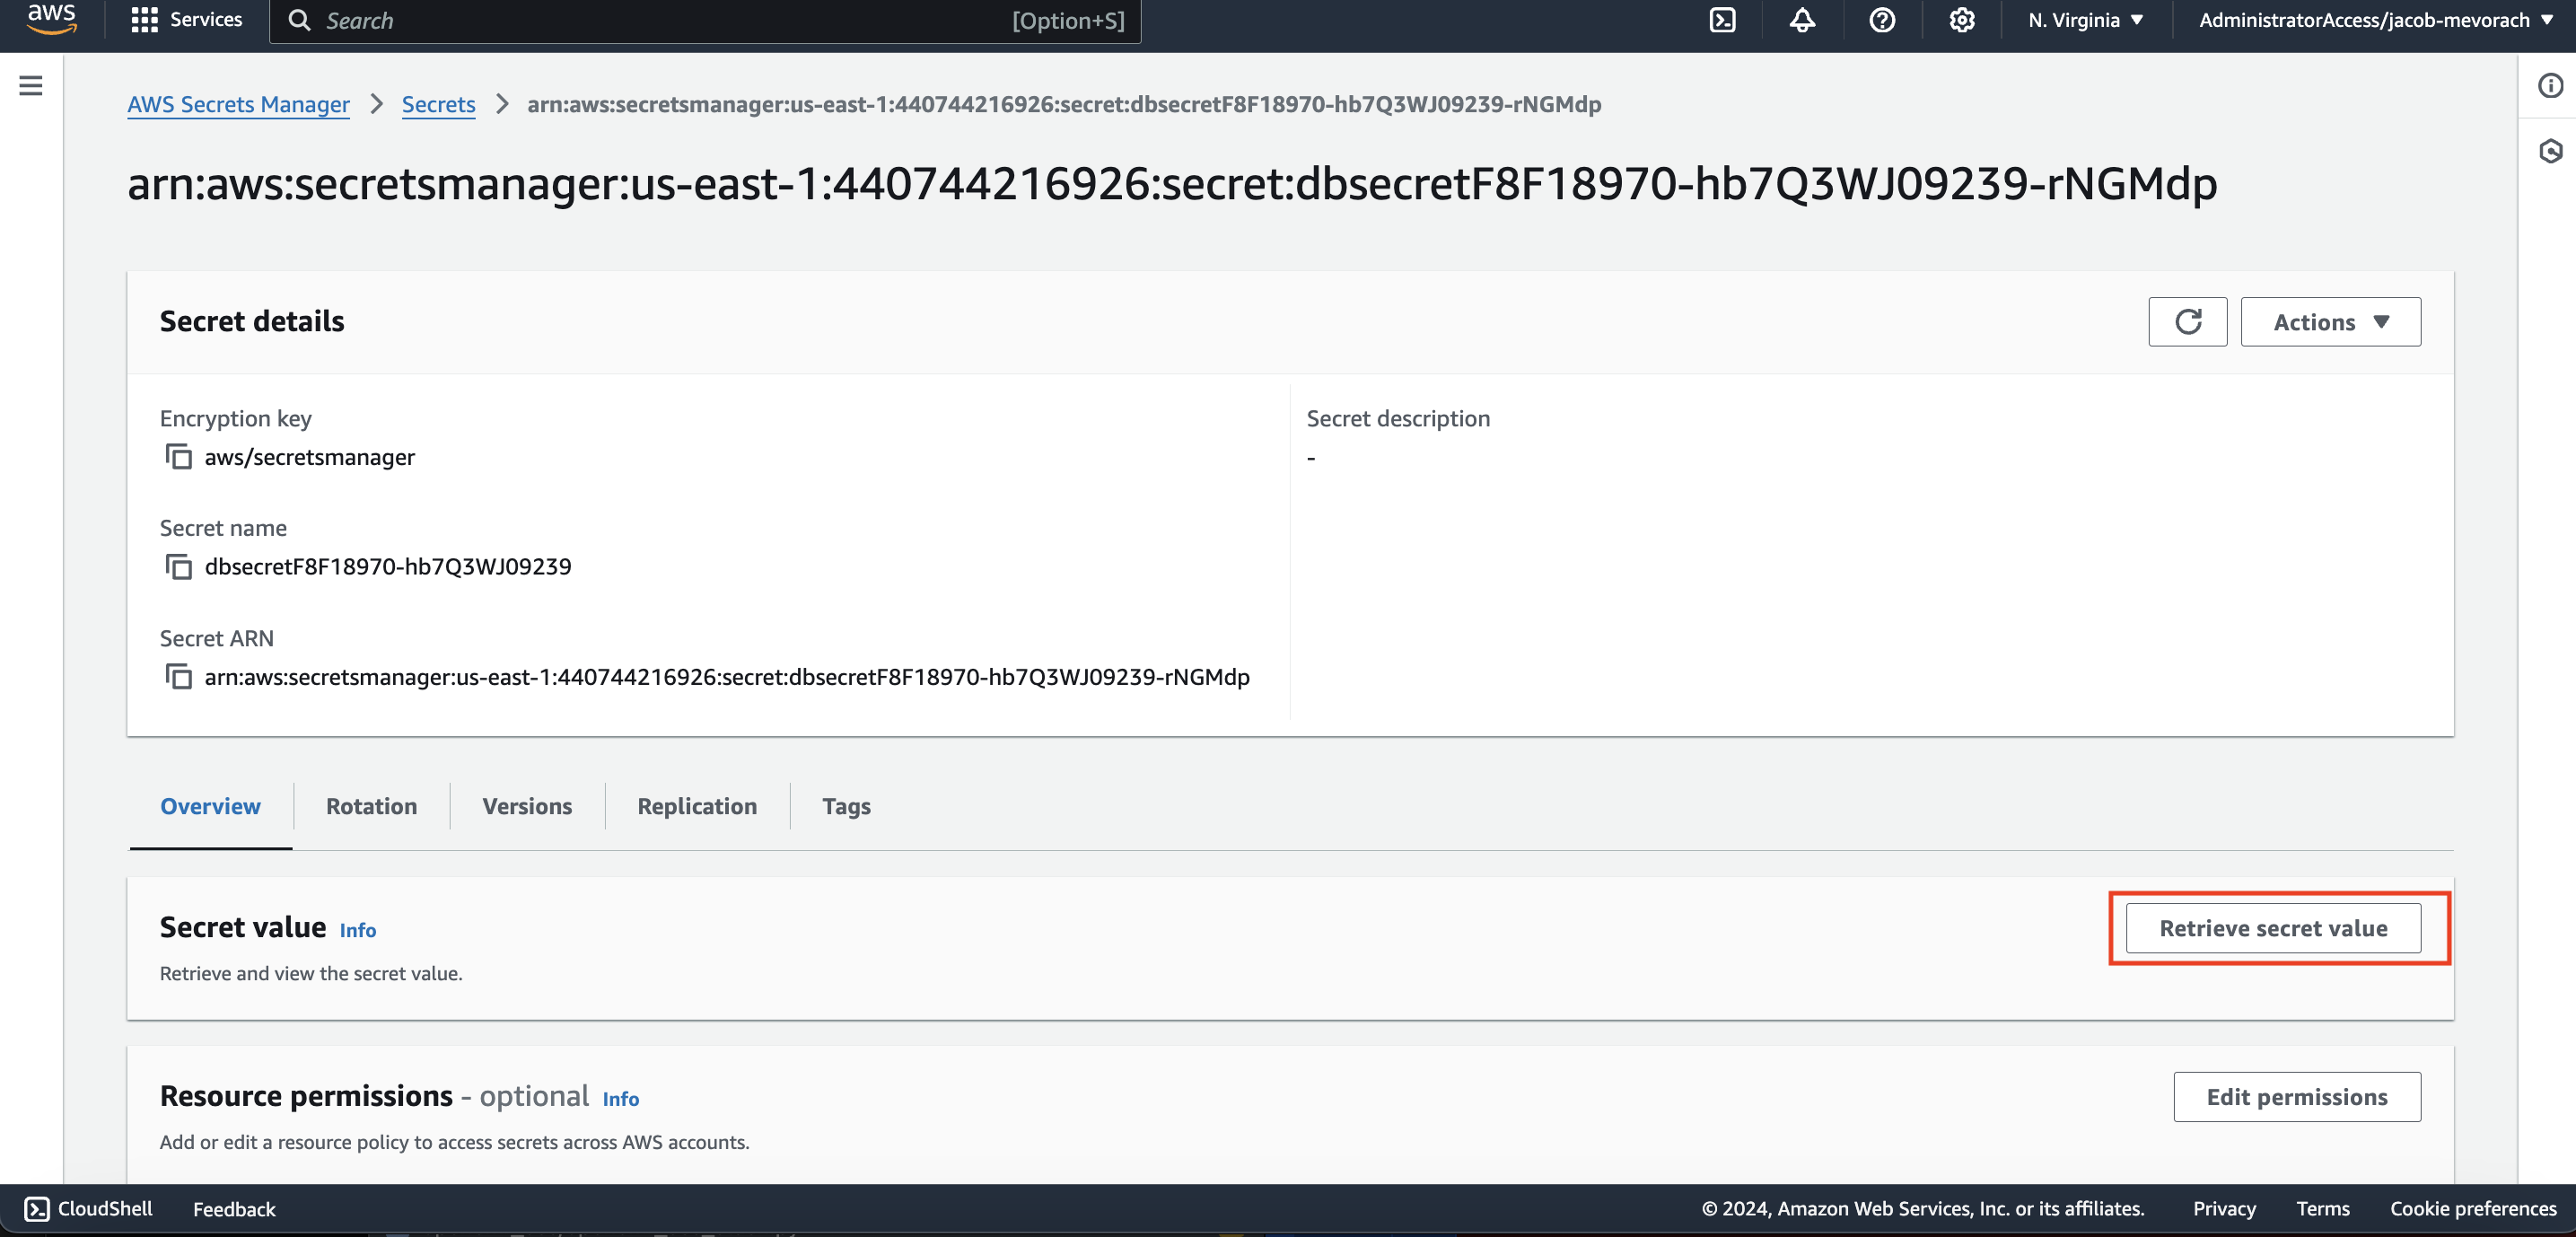 aws Services Search [Option+S] N. Virginia ▼ AdministratorAccess/jacob-mevorach ▼
AWS Secrets Manager > Secrets > arn:aws:secretsmanager:us-east-1:440744216926:secret:dbsecretF8F18970-hb7Q3WJ09239-rNGMdp
arn:aws:secretsmanager:us-east-1:440744216926:secret:dbsecretF8F18970-hb7Q3WJ09239-rNGMdp
Secret details
Actions ▼
Encryption key
aws/secretsmanager
Secret name
dbsecretF8F18970-hb7Q3WJ09239
Secret ARN
arn:aws:secretsmanager:us-east-1:440744216926:secret:dbsecretF8F18970-hb7Q3WJ09239-rNGMdp
Secret description
-
Overview Rotation Versions Replication Tags
Secret value Info
Retrieve and view the secret value.
Retrieve secret value
Resource permissions - optional Info
Add or edit a resource policy to access secrets across AWS accounts.
Edit permissions
CloudShell Feedback © 2024, Amazon Web Services, Inc. or its affiliates. Privacy Terms Cookie preferences